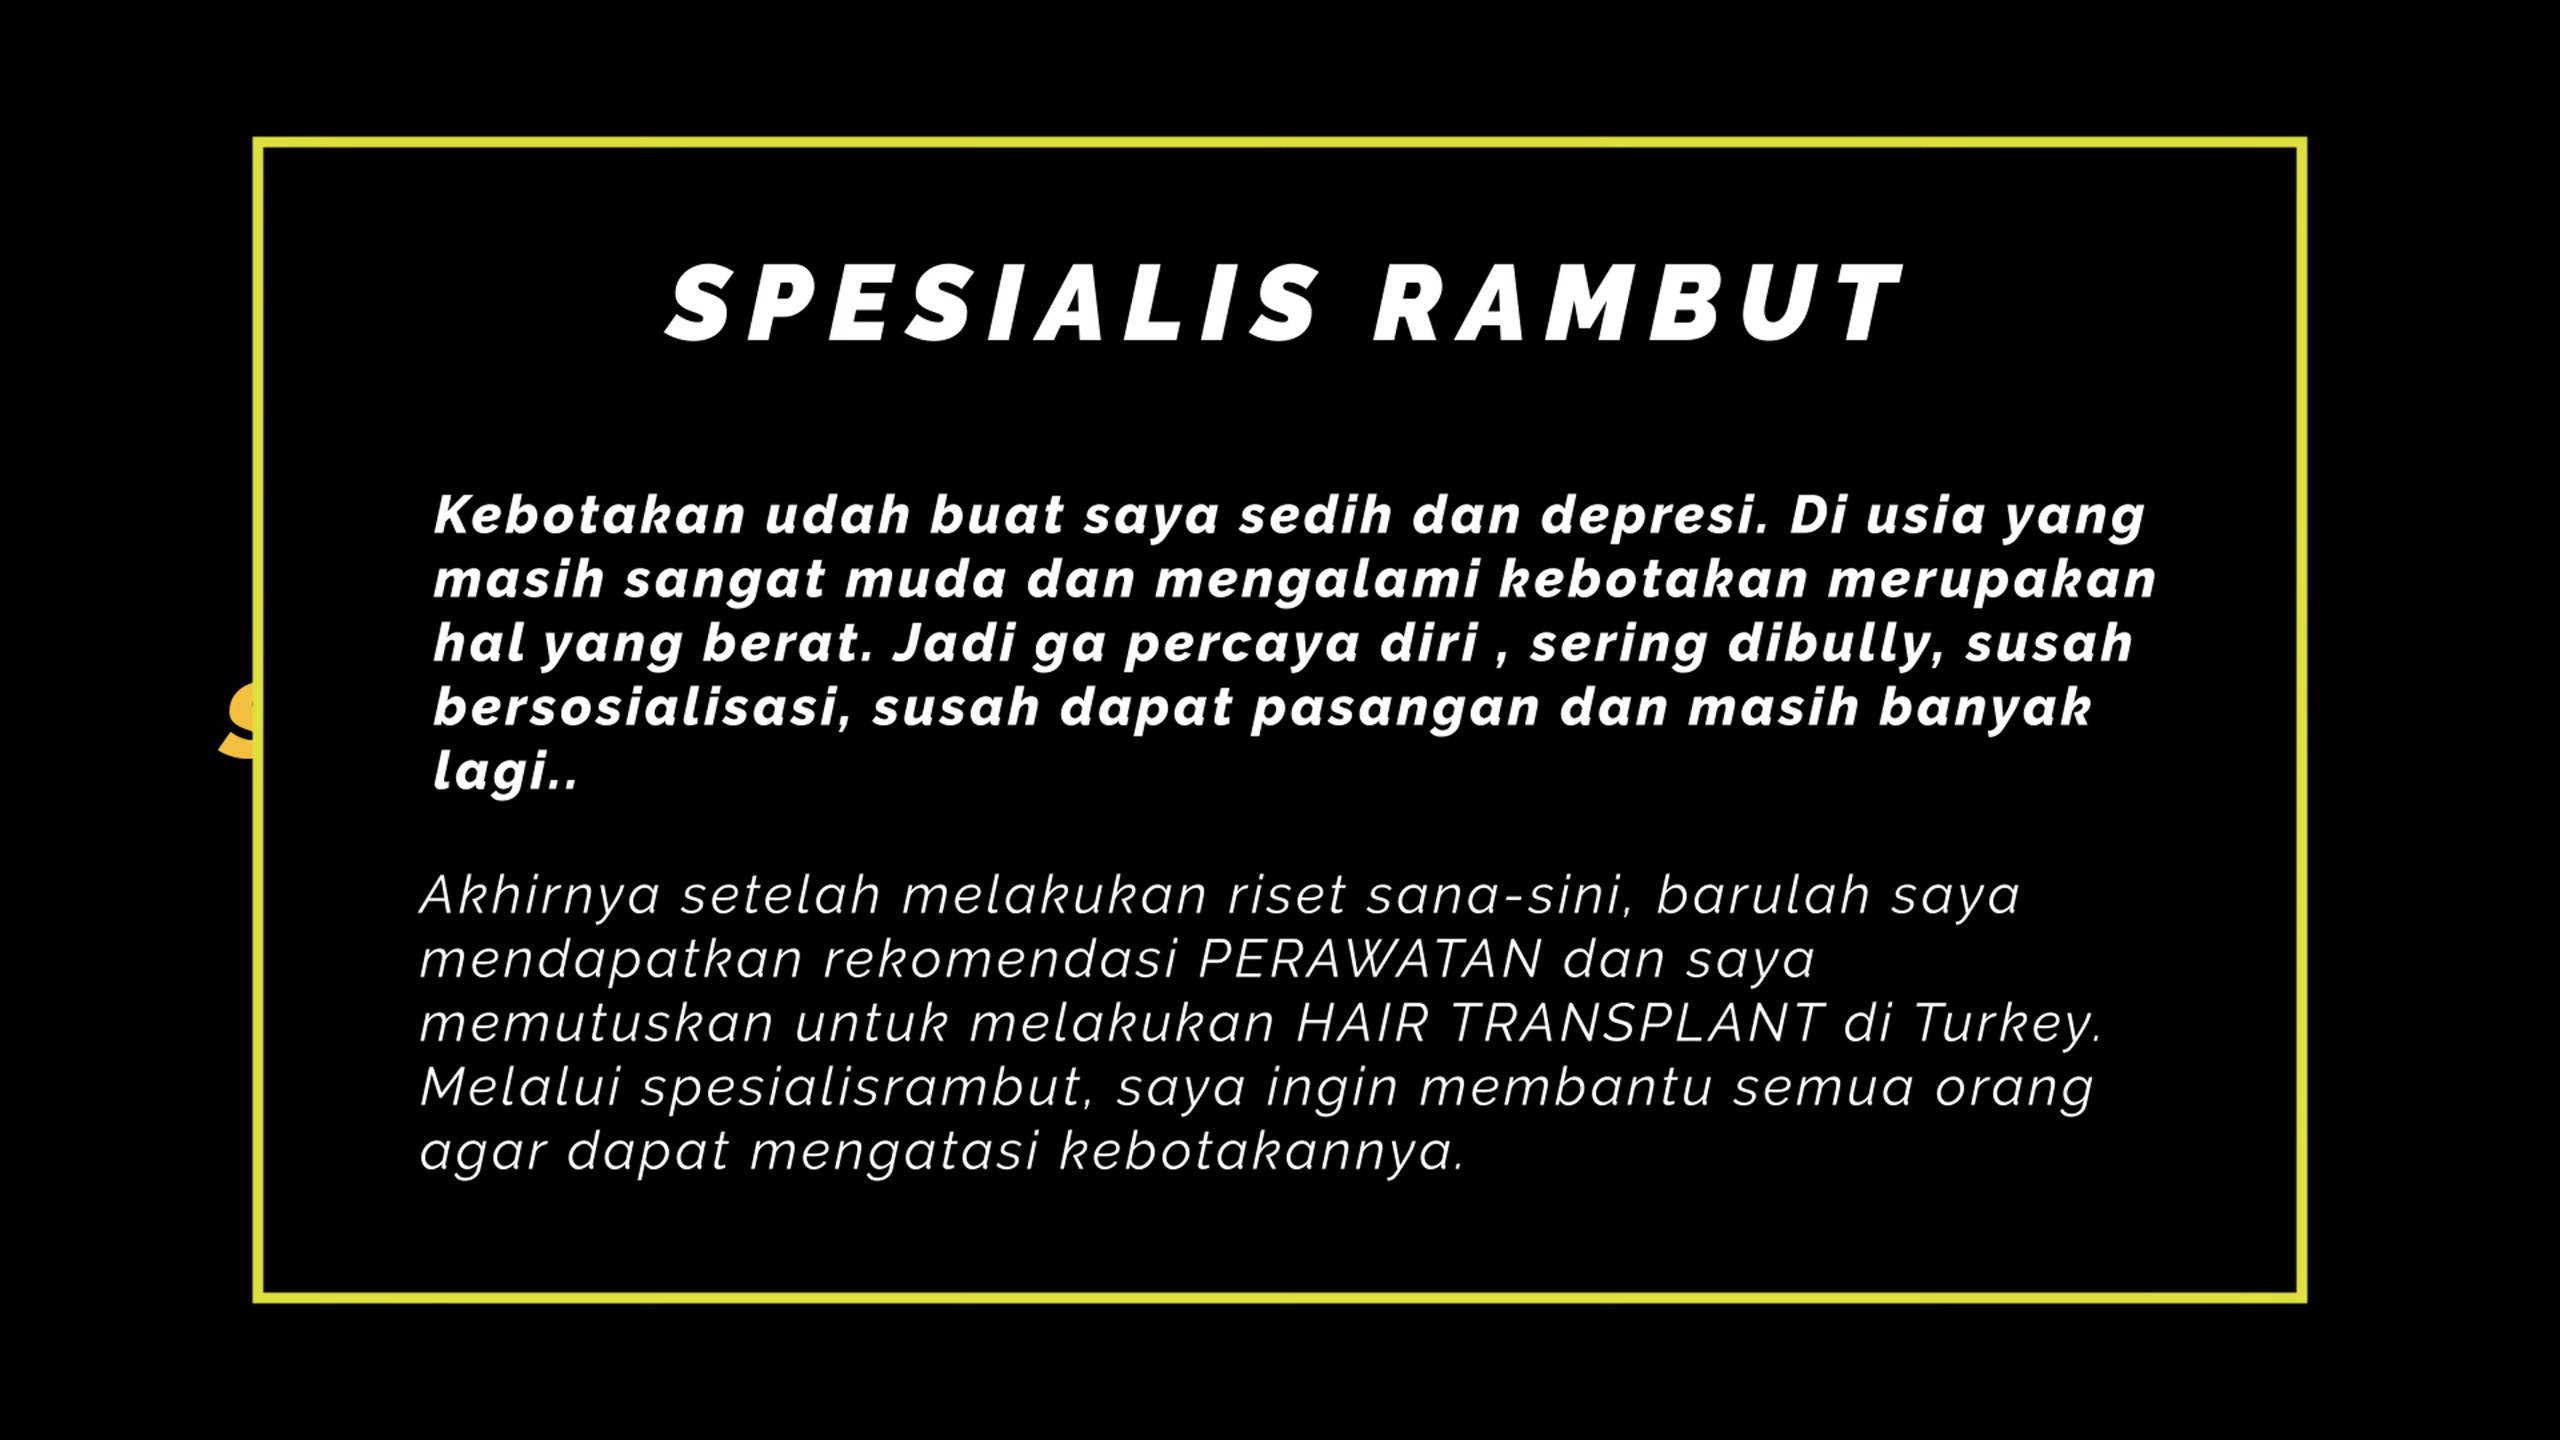 SPESIALIS RAMBUT
Kebotakan udah buat saya sedih dan depresi. Di usia yang
masih sangat muda dan mengalami kebotakan merupakan
hal yang berat. Jadi ga percaya diri , sering dibully, susah
bersosialisasi, susah dapat pasangan dan masih banyak
lagi..
Akhirnya setelah melakukan riset sana-sini, barulah saya
mendapatkan rekomendasi PERAWATAN dan saya
memutuskan untuk melakukan HAIR TRANSPLANT di Turkey.
Melalui spesialisrambut, saya ingin membantu semua orang
agar dapat mengatasi kebotakannya.